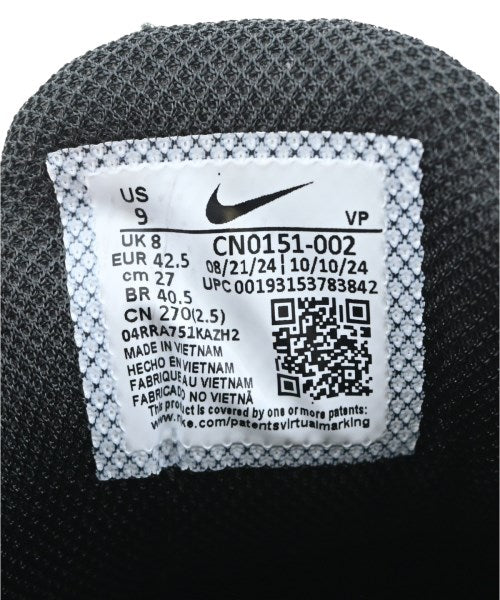 US
9
VP
UK 8
EUR 42.5
cm 27
BR 40.5
CN 270(2.5)
CN0151-002
08/21/24 | 10/10/24
UPC 00193153783842
04RRA751KAZH2
MADE IN VIETNAM
HECHO EN VIETNAM
FABRIQUE AU VIETNAM
FABRICADO NO VIETNÃ
This product is covered by one or more patents:
www.nike.com/patentsvirtualmarking